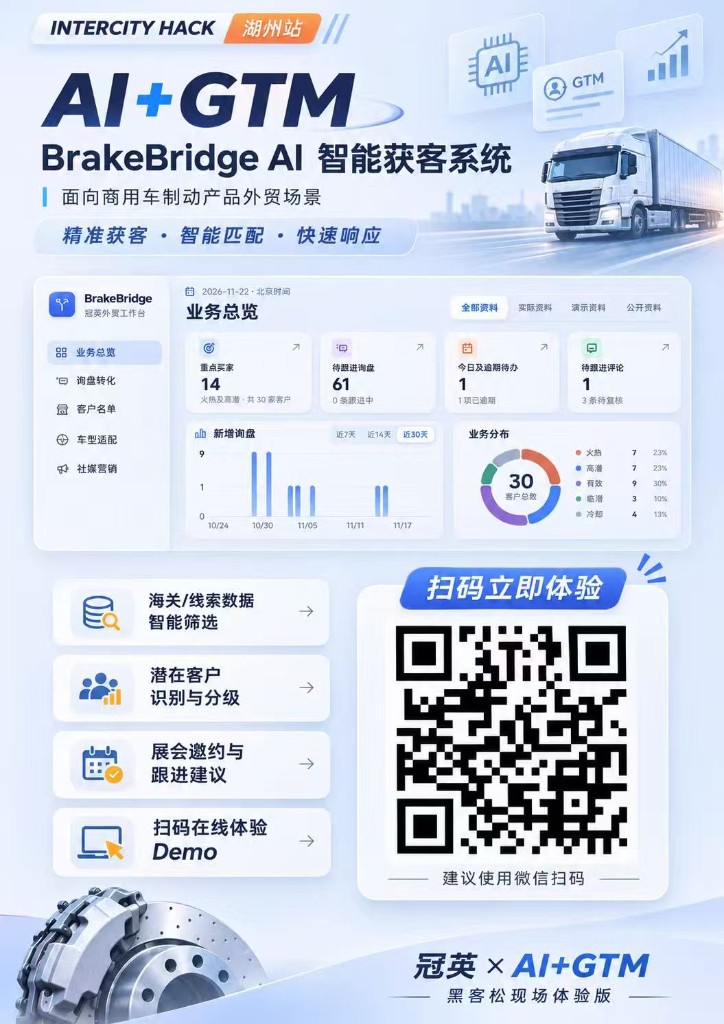 INTERCITY HACK 湖州站
AI
GTM
AI+GTM
BrakeBridge AI 智能获客系统
面向商用车制动产品外贸场景
精准获客 · 智能匹配 · 快速响应
BrakeBridge
冠英外贸工作台
业务总览
询盘转化
客户名单
车型适配
社媒营销
2026-11-22 · 北京时间
业务总览
全部资料 实际资料 演示资料 公开资料
重点买家
14
火热及高潜 · 共 30 家客户
待跟进询盘
61
0 条跟进中
今日及逾期待办
1
1 项已逾期
待跟进评论
1
3 条待复核
新增询盘
近7天 近14天 近30天
9
1
0
10/24 10/30 11/05 11/11 11/17
业务分布
30
客户总数
火热 7 23%
高潜 7 23%
有效 9 30%
临潜 3 10%
冷却 4 13%
海关/线索数据
智能筛选
潜在客户
识别与分级
展会邀约与
跟进建议
扫码在线体验
Demo
扫码立即体验
建议使用微信扫码
冠英 × AI+GTM
黑客松现场体验版